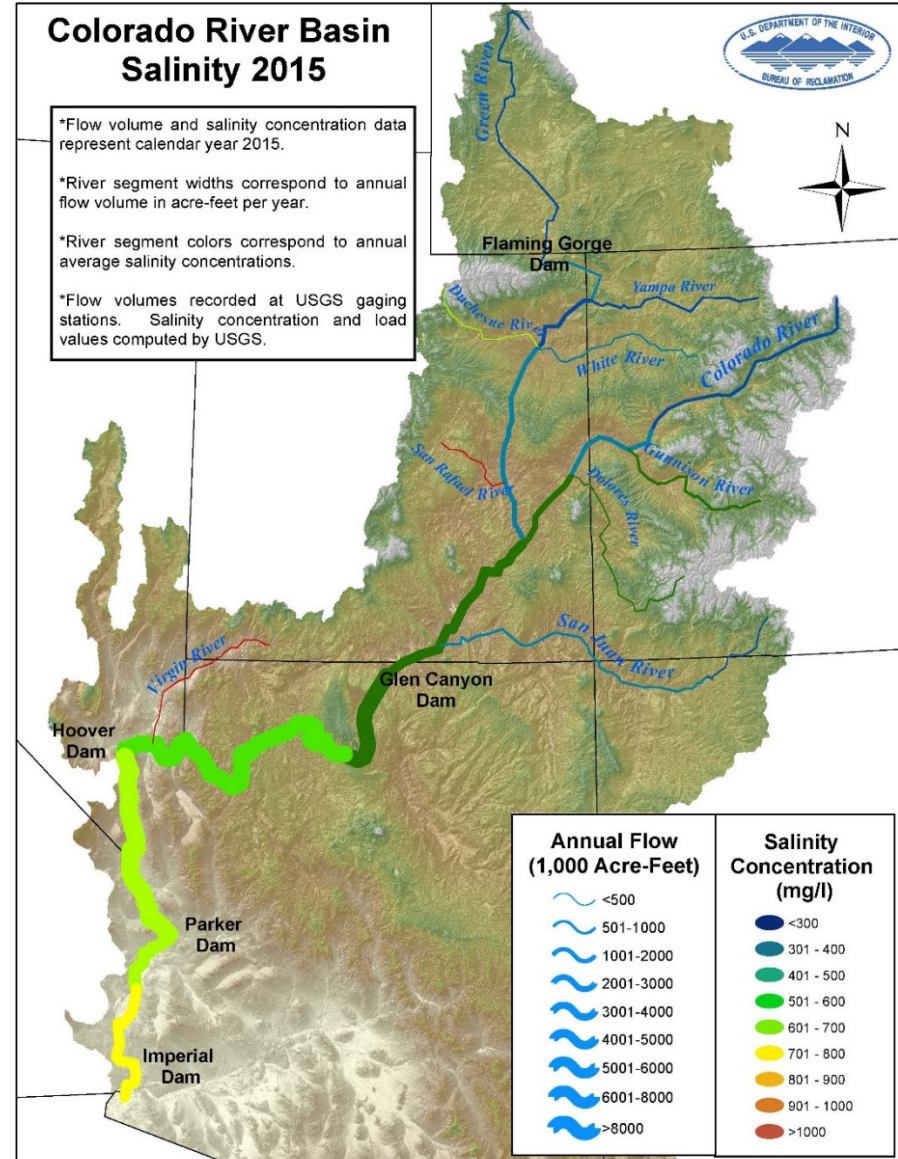 Colorado River Basin
Salinity 2015
U.S. DEPARTMENT OF THE INTERIOR
BUREAU OF RECLAMATION
*Flow volume and salinity concentration data
represent calendar year 2015.
*River segment widths correspond to annual
flow volume in acre-feet per year.
*River segment colors correspond to annual
average salinity concentrations.
*Flow volumes recorded at USGS gaging
stations. Salinity concentration and load
values computed by USGS.
N
Green River
Flaming Gorge
Dam
Yampa River
Duchesne River
White River
Colorado River
Gunnison River
San Rafael River
Dolores River
San Juan River
Virgin River
Glen Canyon
Dam
Hoover
Dam
Parker
Dam
Imperial
Dam
Annual Flow
(1,000 Acre-Feet)
<500
501-1000
1001-2000
2001-3000
3001-4000
4001-5000
5001-6000
6001-8000
>8000
Salinity
Concentration
(mg/l)
<300
301 - 400
401 - 500
501 - 600
601 - 700
701 - 800
801 - 900
901 - 1000
>1000